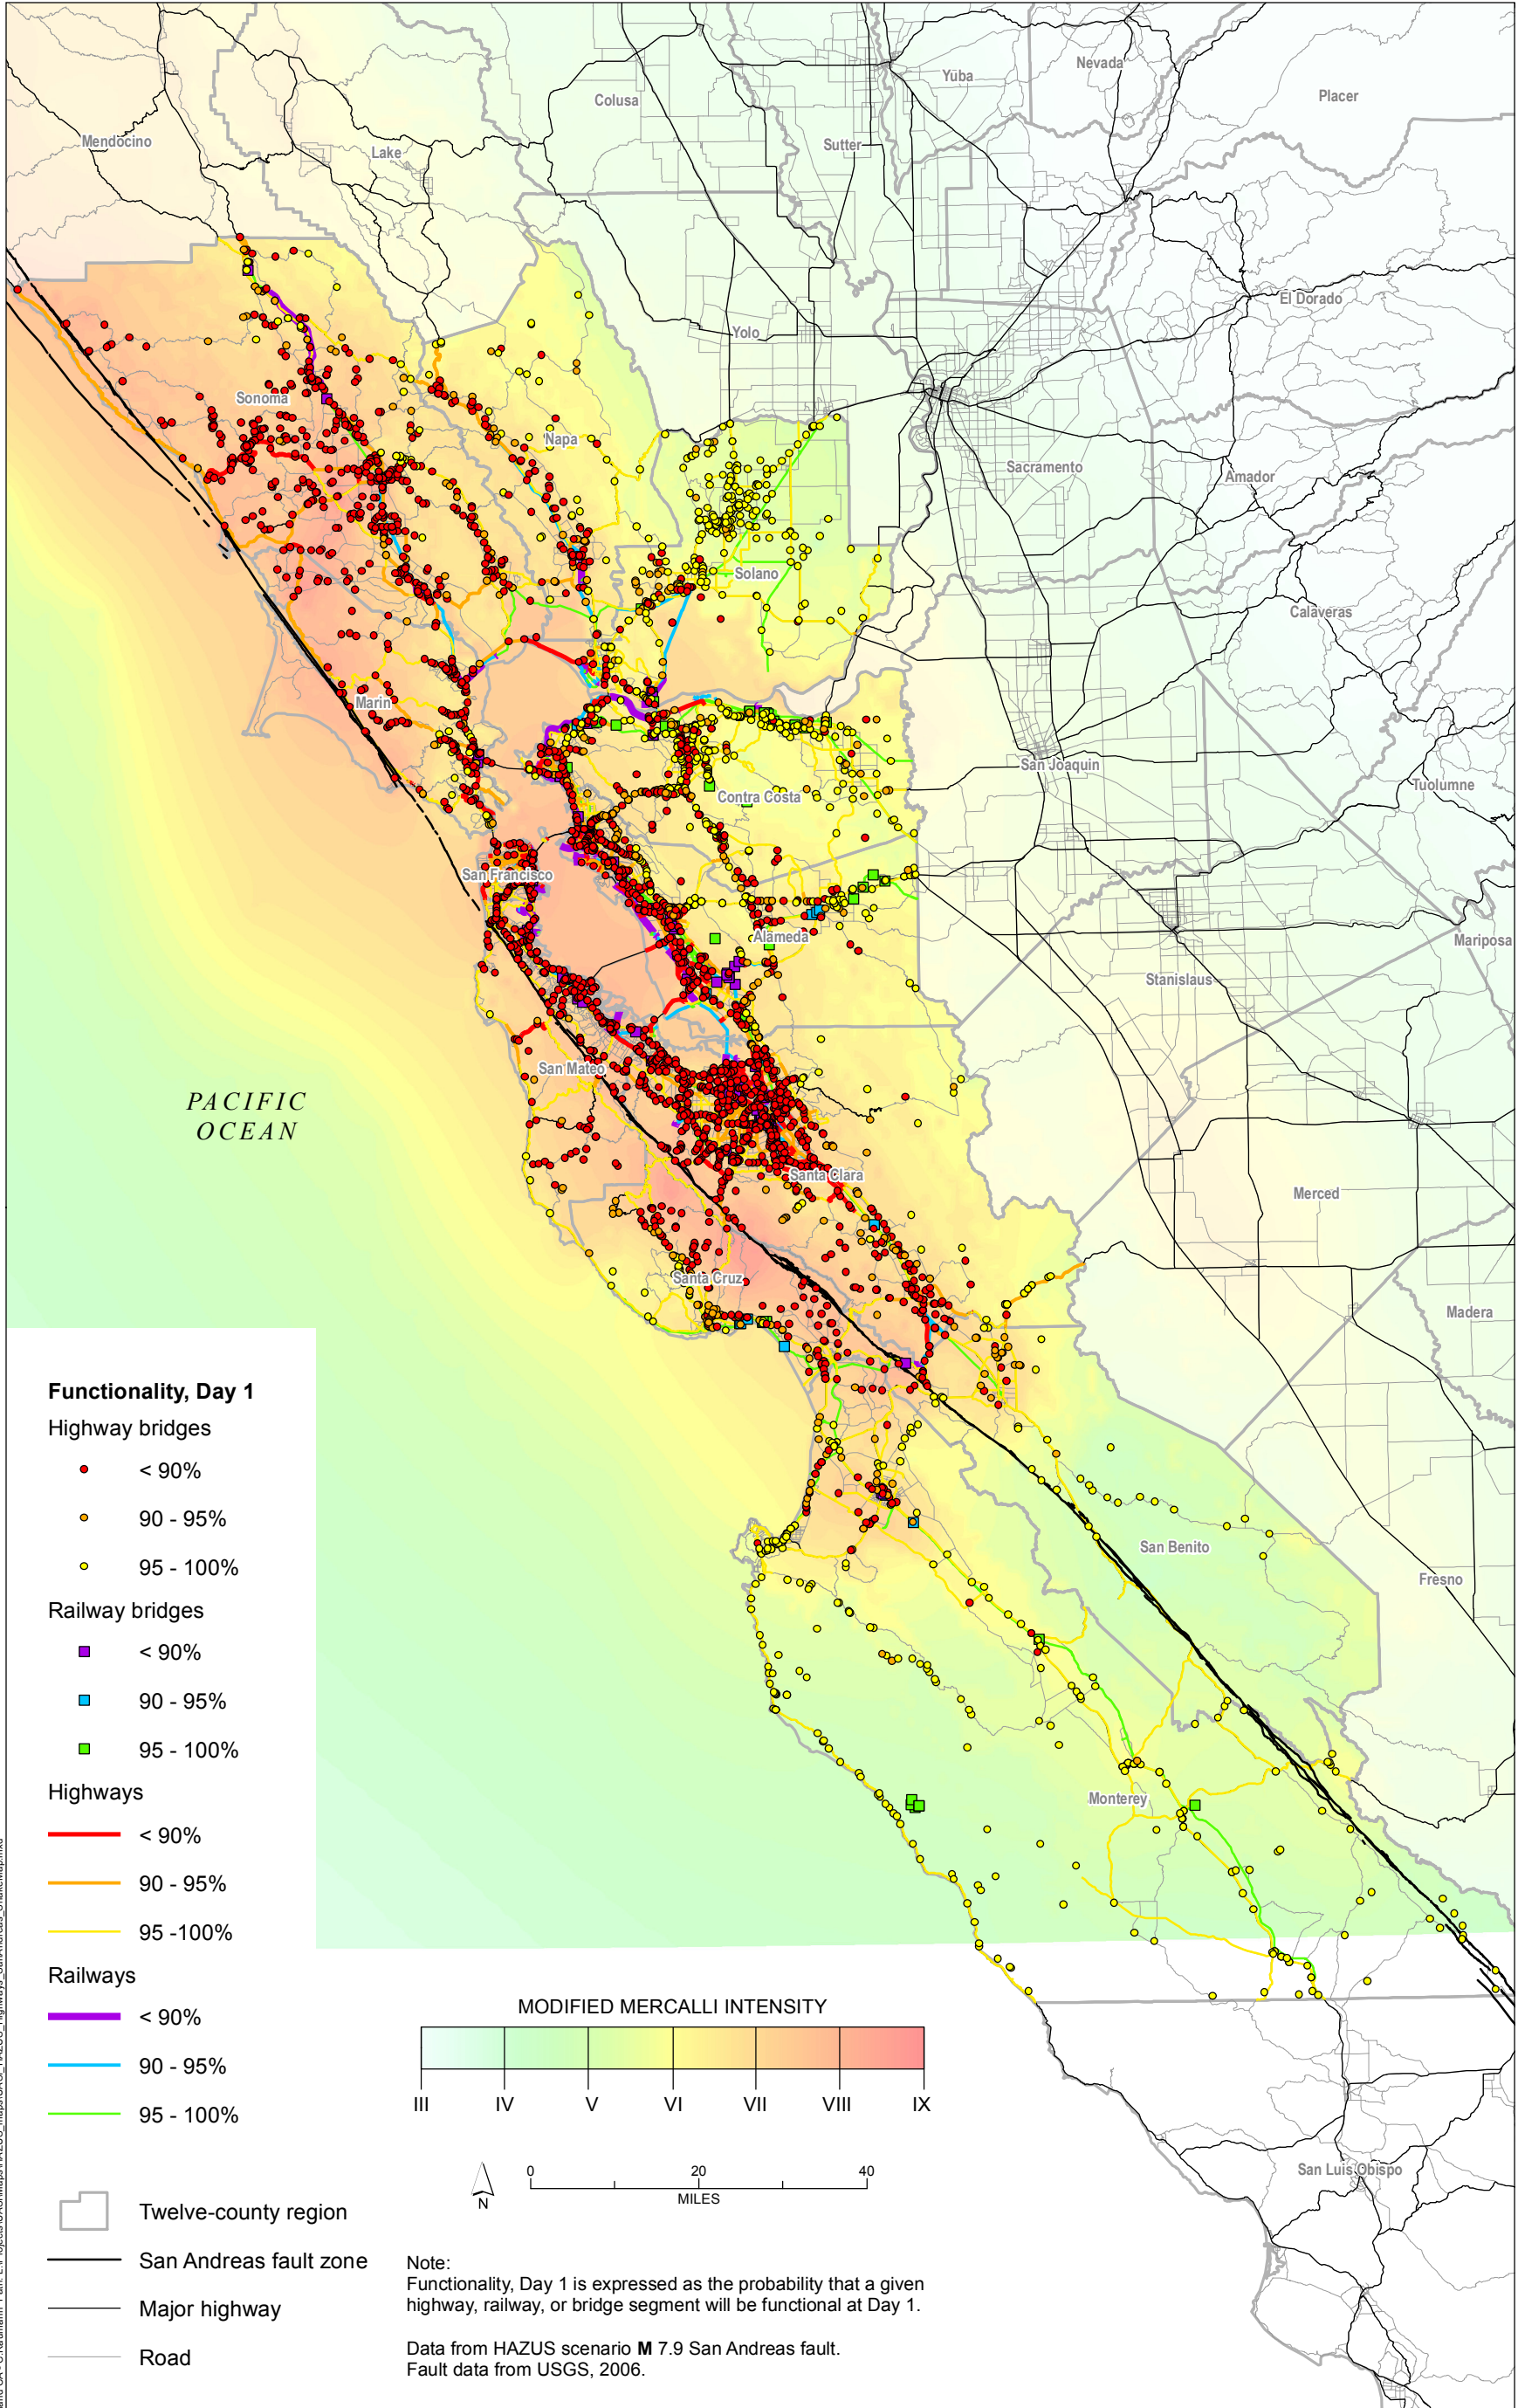 Mendocino
Lake
Colusa
Yuba
Nevada
Placer
Sutter
El Dorado
Yolo
Sonoma
Napa
Sacramento
Amador
Solano
Calaveras
Marin
San Joaquin
Tuolumne
Contra Costa
San Francisco
Alameda
Mariposa
Stanislaus
San Mateo
PACIFIC
OCEAN
Santa Clara
Merced
Santa Cruz
Madera
San Benito
Fresno
Monterey
San Luis Obispo
Functionality, Day 1
Highway bridges
< 90%
90 - 95%
95 - 100%
Railway bridges
< 90%
90 - 95%
95 - 100%
Highways
< 90%
90 - 95%
95 -100%
Railways
< 90%
90 - 95%
95 - 100%
Twelve-county region
San Andreas fault zone
Major highway
Road
MODIFIED MERCALLI INTENSITY
III IV V VI VII VIII IX
0 20 40
MILES
N
Note:
Functionality, Day 1 is expressed as the probability that a given
highway, railway, or bridge segment will be functional at Day 1.
Data from HAZUS scenario M 7.9 San Andreas fault.
Fault data from USGS, 2006.